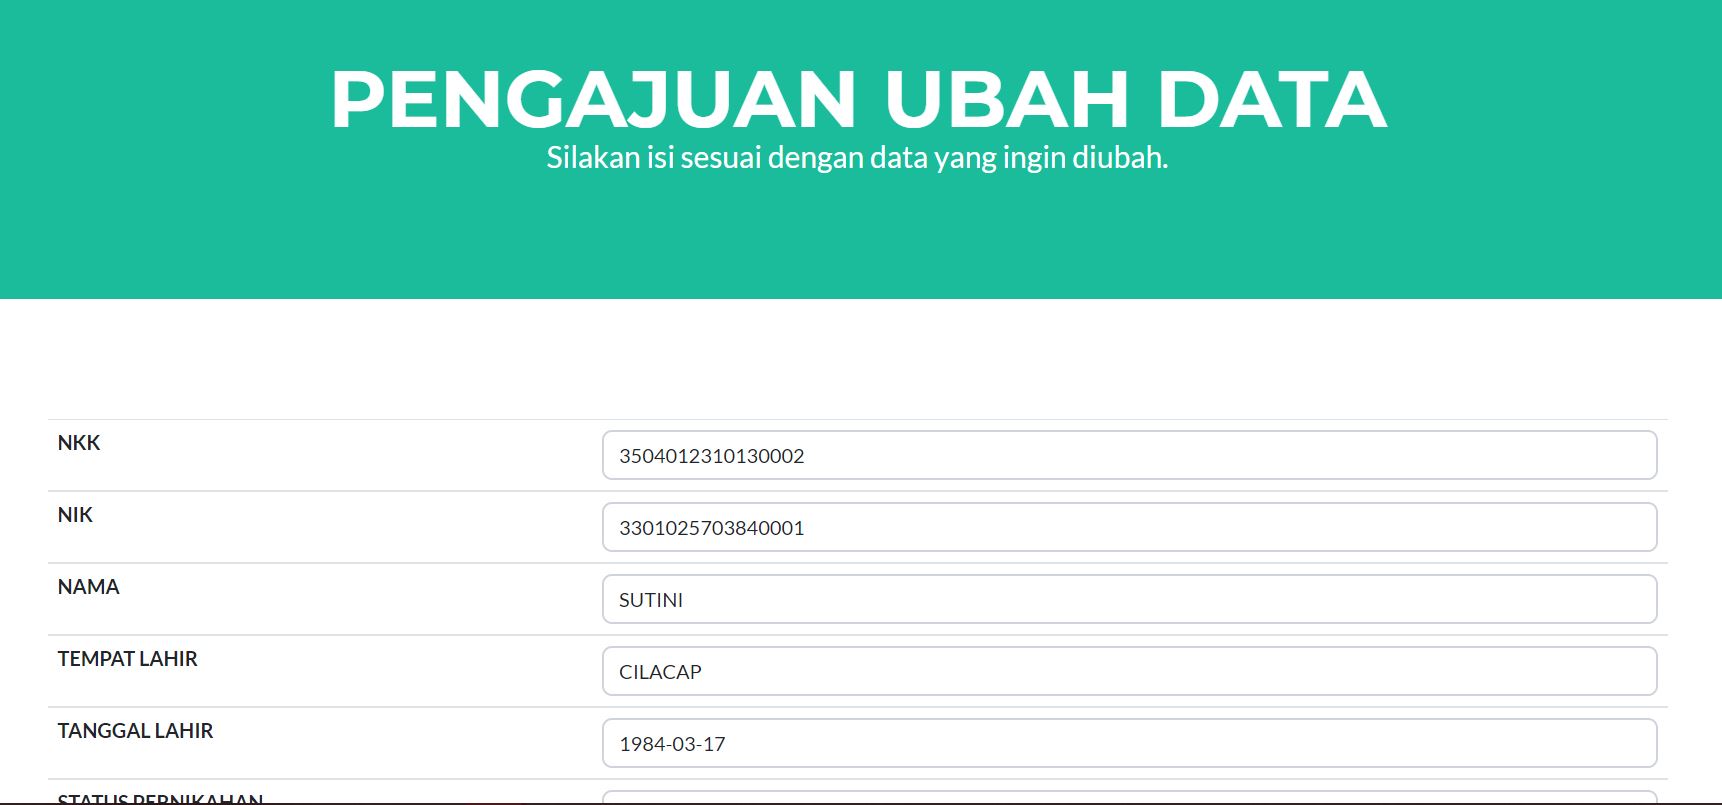 PENGAJUAN UBAH DATA
Silakan isi sesuai dengan data yang ingin diubah.
NKK 3504012310130002
NIK 3301025703840001
NAMA SUTINI
TEMPAT LAHIR CILACAP
TANGGAL LAHIR 1984-03-17
STATUS PERNIKAHAN